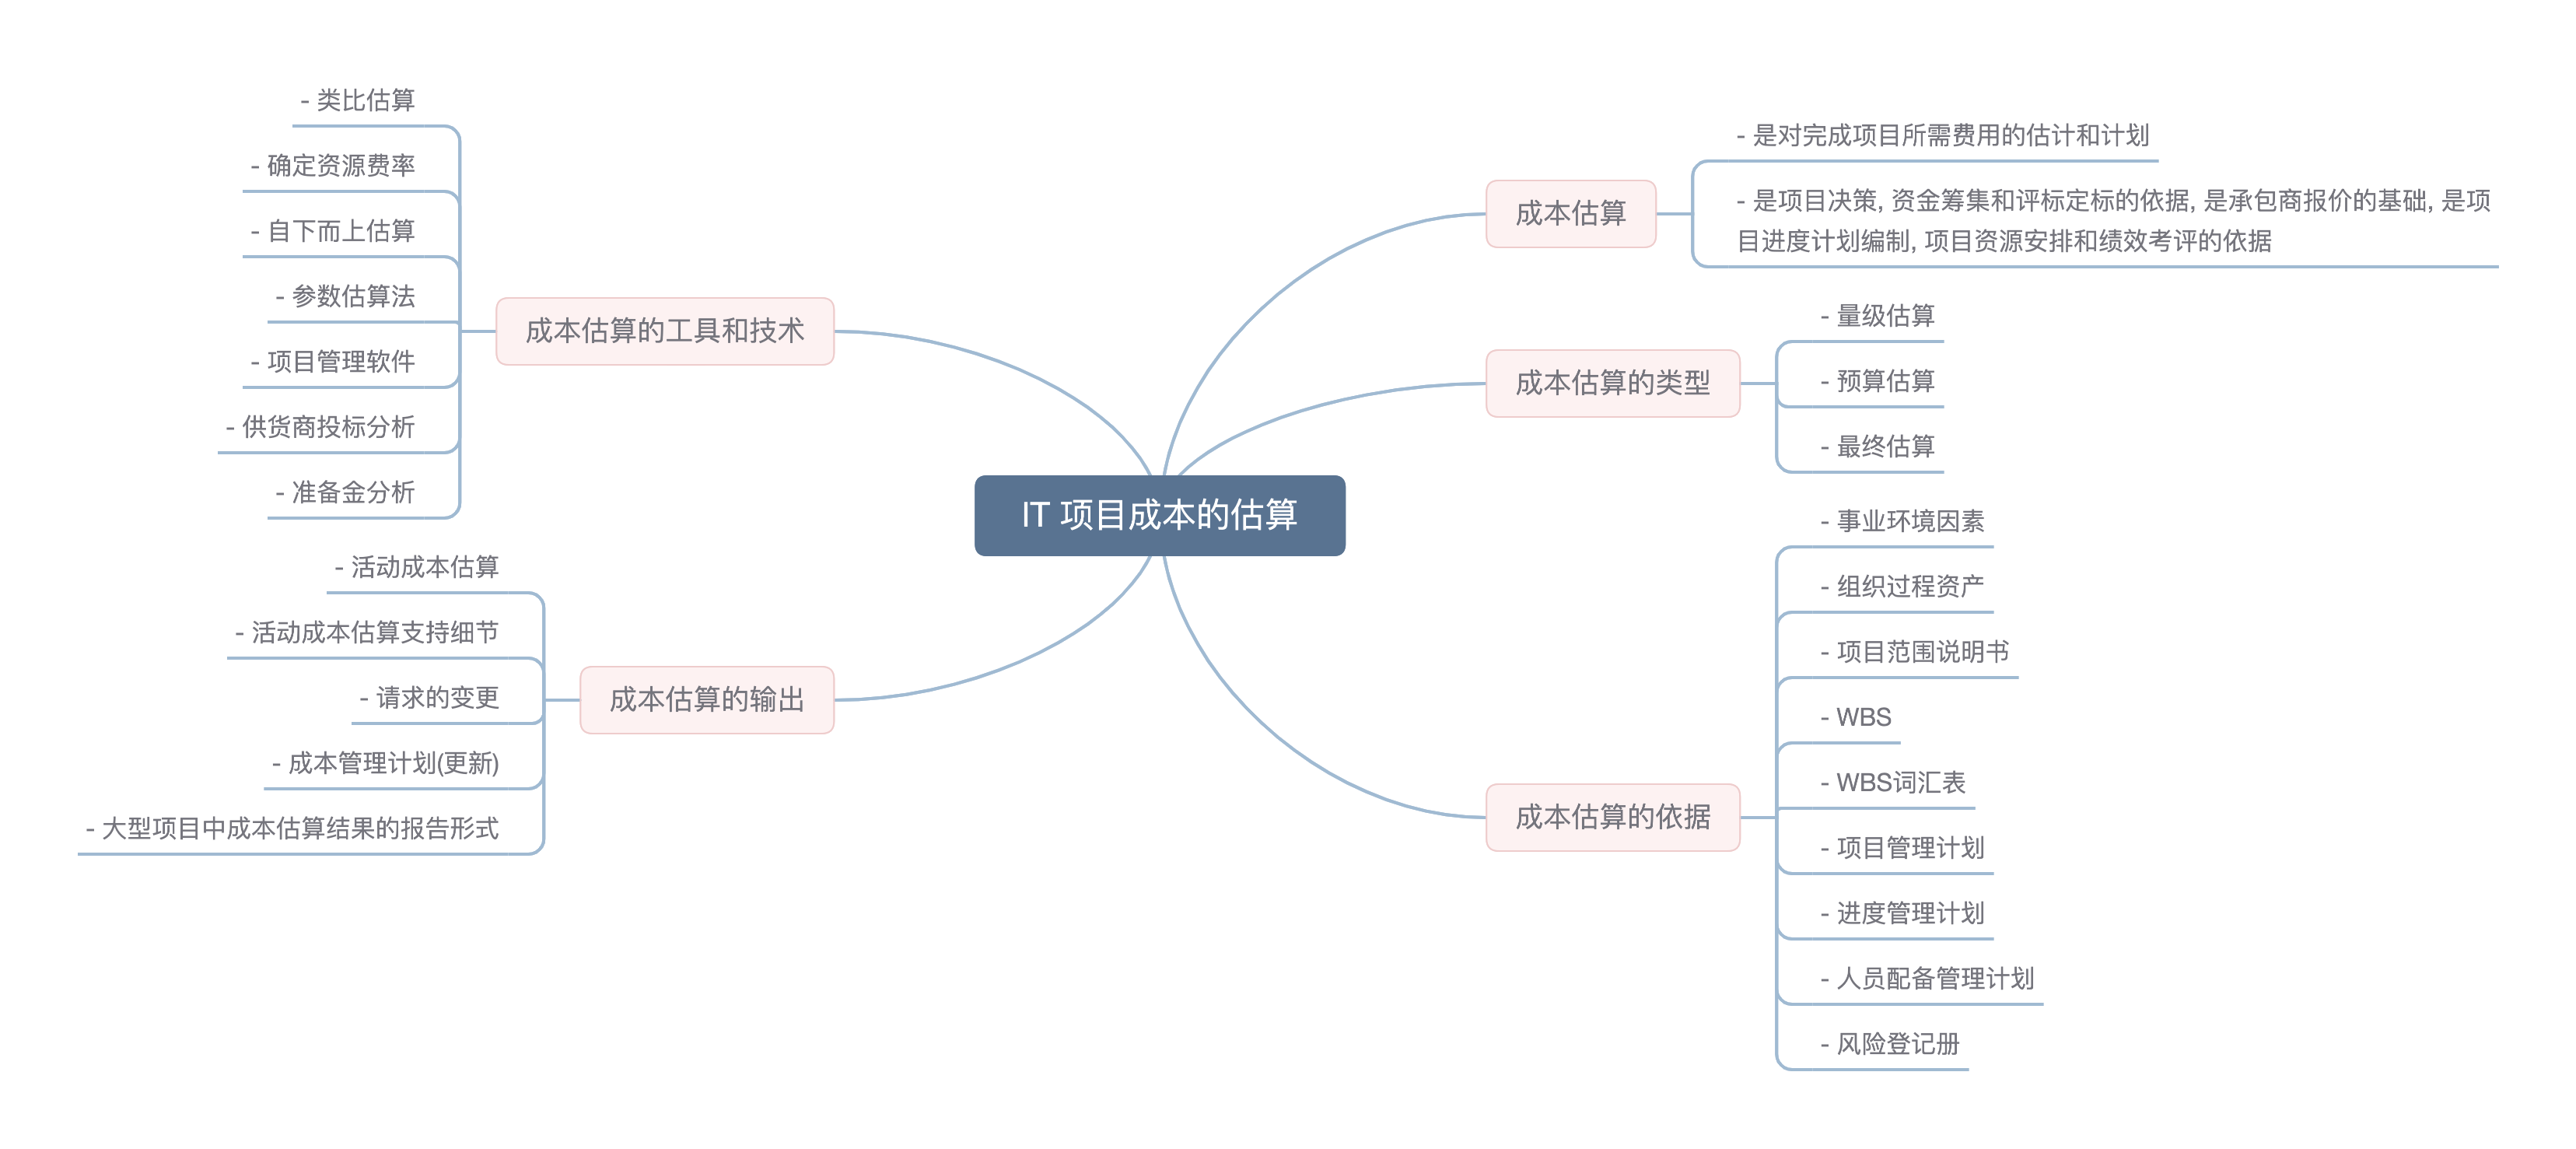 IT 项目成本的估算
成本估算
- 是对完成项目所需费用的估计和计划
- 是项目决策, 资金筹集和评标定标的依据, 是承包商报价的基础, 是项
目进度计划编制, 项目资源安排和绩效考评的依据
成本估算的类型
- 量级估算
- 预算估算
- 最终估算
成本估算的依据
- 事业环境因素
- 组织过程资产
- 项目范围说明书
- WBS
- WBS词汇表
- 项目管理计划
- 进度管理计划
- 人员配备管理计划
- 风险登记册
成本估算的工具和技术
- 类比估算
- 确定资源费率
- 自下而上估算
- 参数估算法
- 项目管理软件
- 供货商投标分析
- 准备金分析
成本估算的输出
- 活动成本估算
- 活动成本估算支持细节
- 请求的变更
- 成本管理计划(更新)
- 大型项目中成本估算结果的报告形式